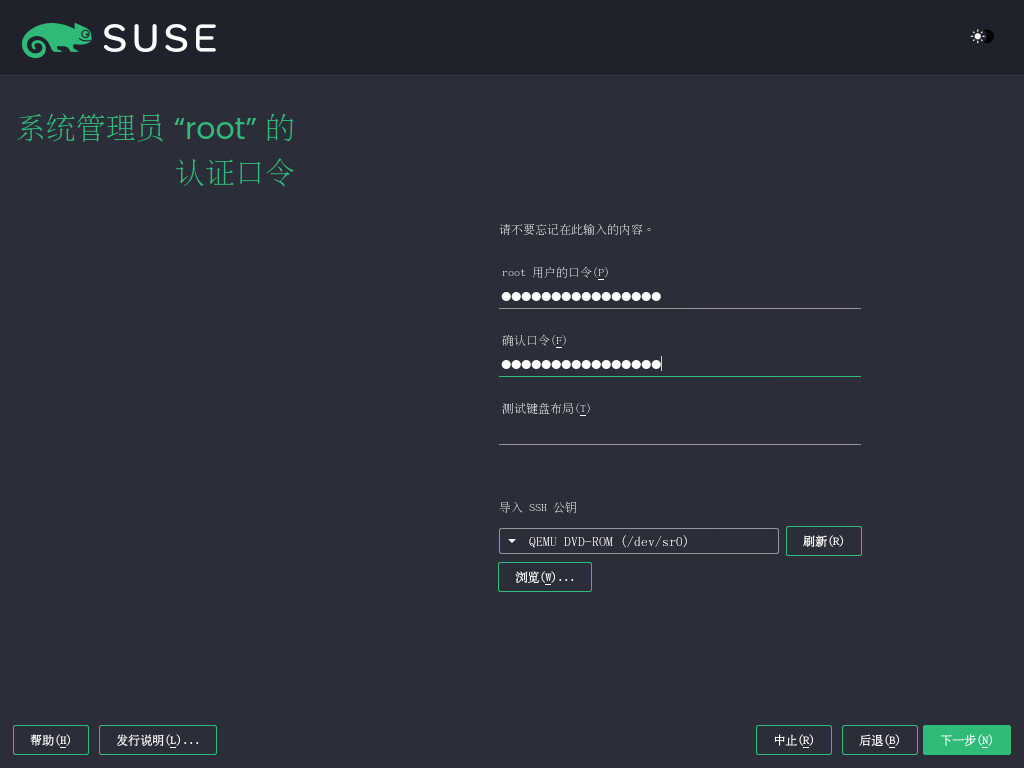 SUSE
系统管理员 “root” 的
认证口令
请不要忘记在此输入的内容。
root 用户的口令(P)
●●●●●●●●●●●●●●●●
确认口令(F)
●●●●●●●●●●●●●●●●
测试键盘布局(T)
导入 SSH 公钥
QEMU DVD-ROM (/dev/sr0)
刷新(R)
浏览(W)...
帮助(H) 发行说明(L)... 中止(R) 后退(B) 下一步(N)